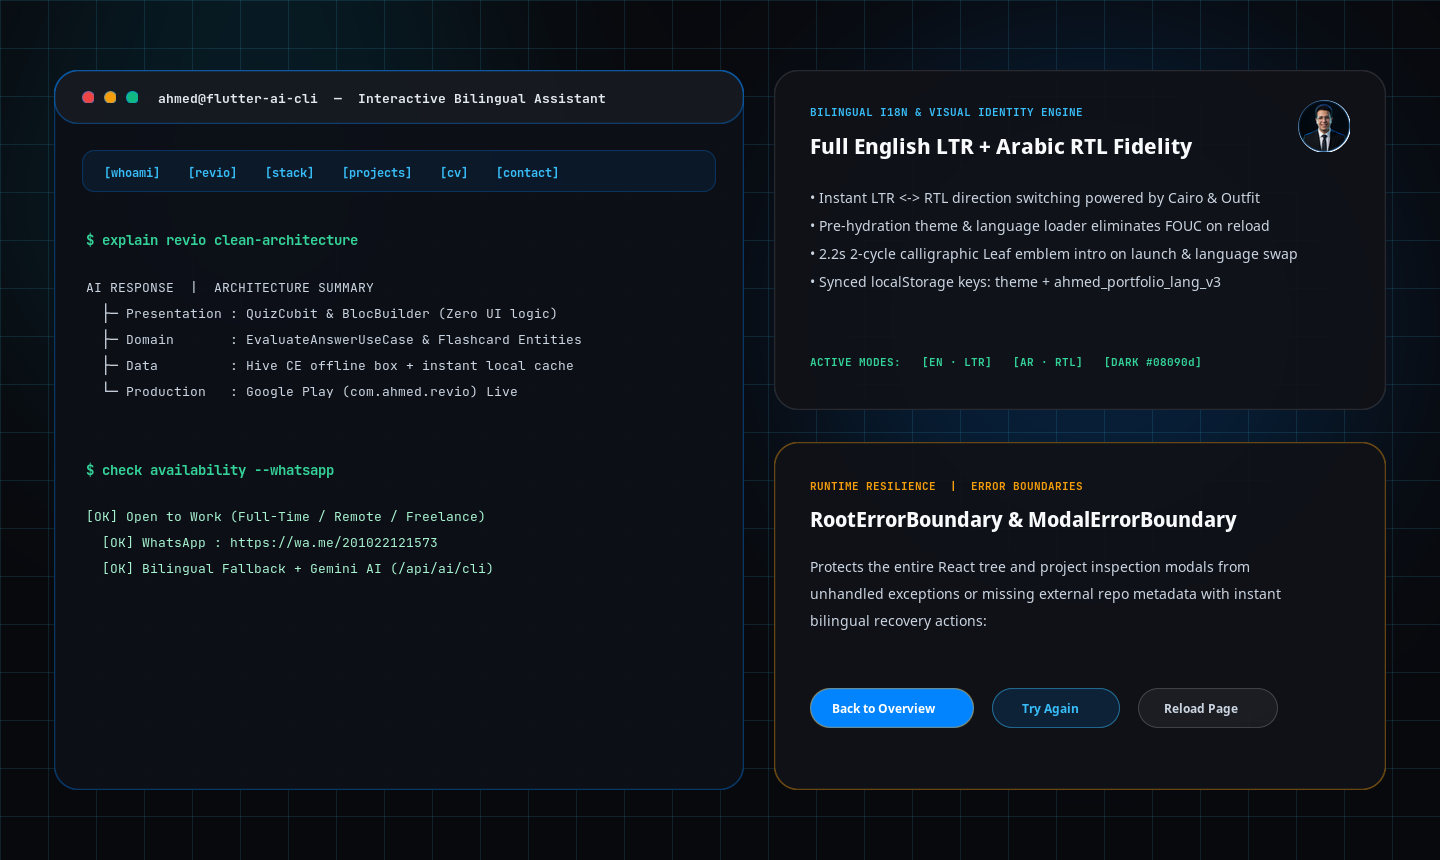 ahmed@flutter-ai-cli — Interactive Bilingual Assistant
[whoami] [revio] [stack] [projects] [cv] [contact]
$ explain revio clean-architecture
AI RESPONSE | ARCHITECTURE SUMMARY
├─ Presentation : QuizCubit & BlocBuilder (Zero UI logic)
├─ Domain : EvaluateAnswerUseCase & Flashcard Entities
├─ Data : Hive CE offline box + instant local cache
└─ Production : Google Play (com.ahmed.revio) Live
$ check availability --whatsapp
[OK] Open to Work (Full-Time / Remote / Freelance)
[OK] WhatsApp : https://wa.me/201022121573
[OK] Bilingual Fallback + Gemini AI (/api/ai/cli)
BILINGUAL I18N & VISUAL IDENTITY ENGINE
Full English LTR + Arabic RTL Fidelity
• Instant LTR <-> RTL direction switching powered by Cairo & Outfit
• Pre-hydration theme & language loader eliminates FOUC on reload
• 2.2s 2-cycle calligraphic Leaf emblem intro on launch & language swap
• Synced localStorage keys: theme + ahmed_portfolio_lang_v3
ACTIVE MODES: [EN · LTR] [AR · RTL] [DARK #08090d]
RUNTIME RESILIENCE | ERROR BOUNDARIES
RootErrorBoundary & ModalErrorBoundary
Protects the entire React tree and project inspection modals from
unhandled exceptions or missing external repo metadata with instant
bilingual recovery actions:
Back to Overview Try Again Reload Page